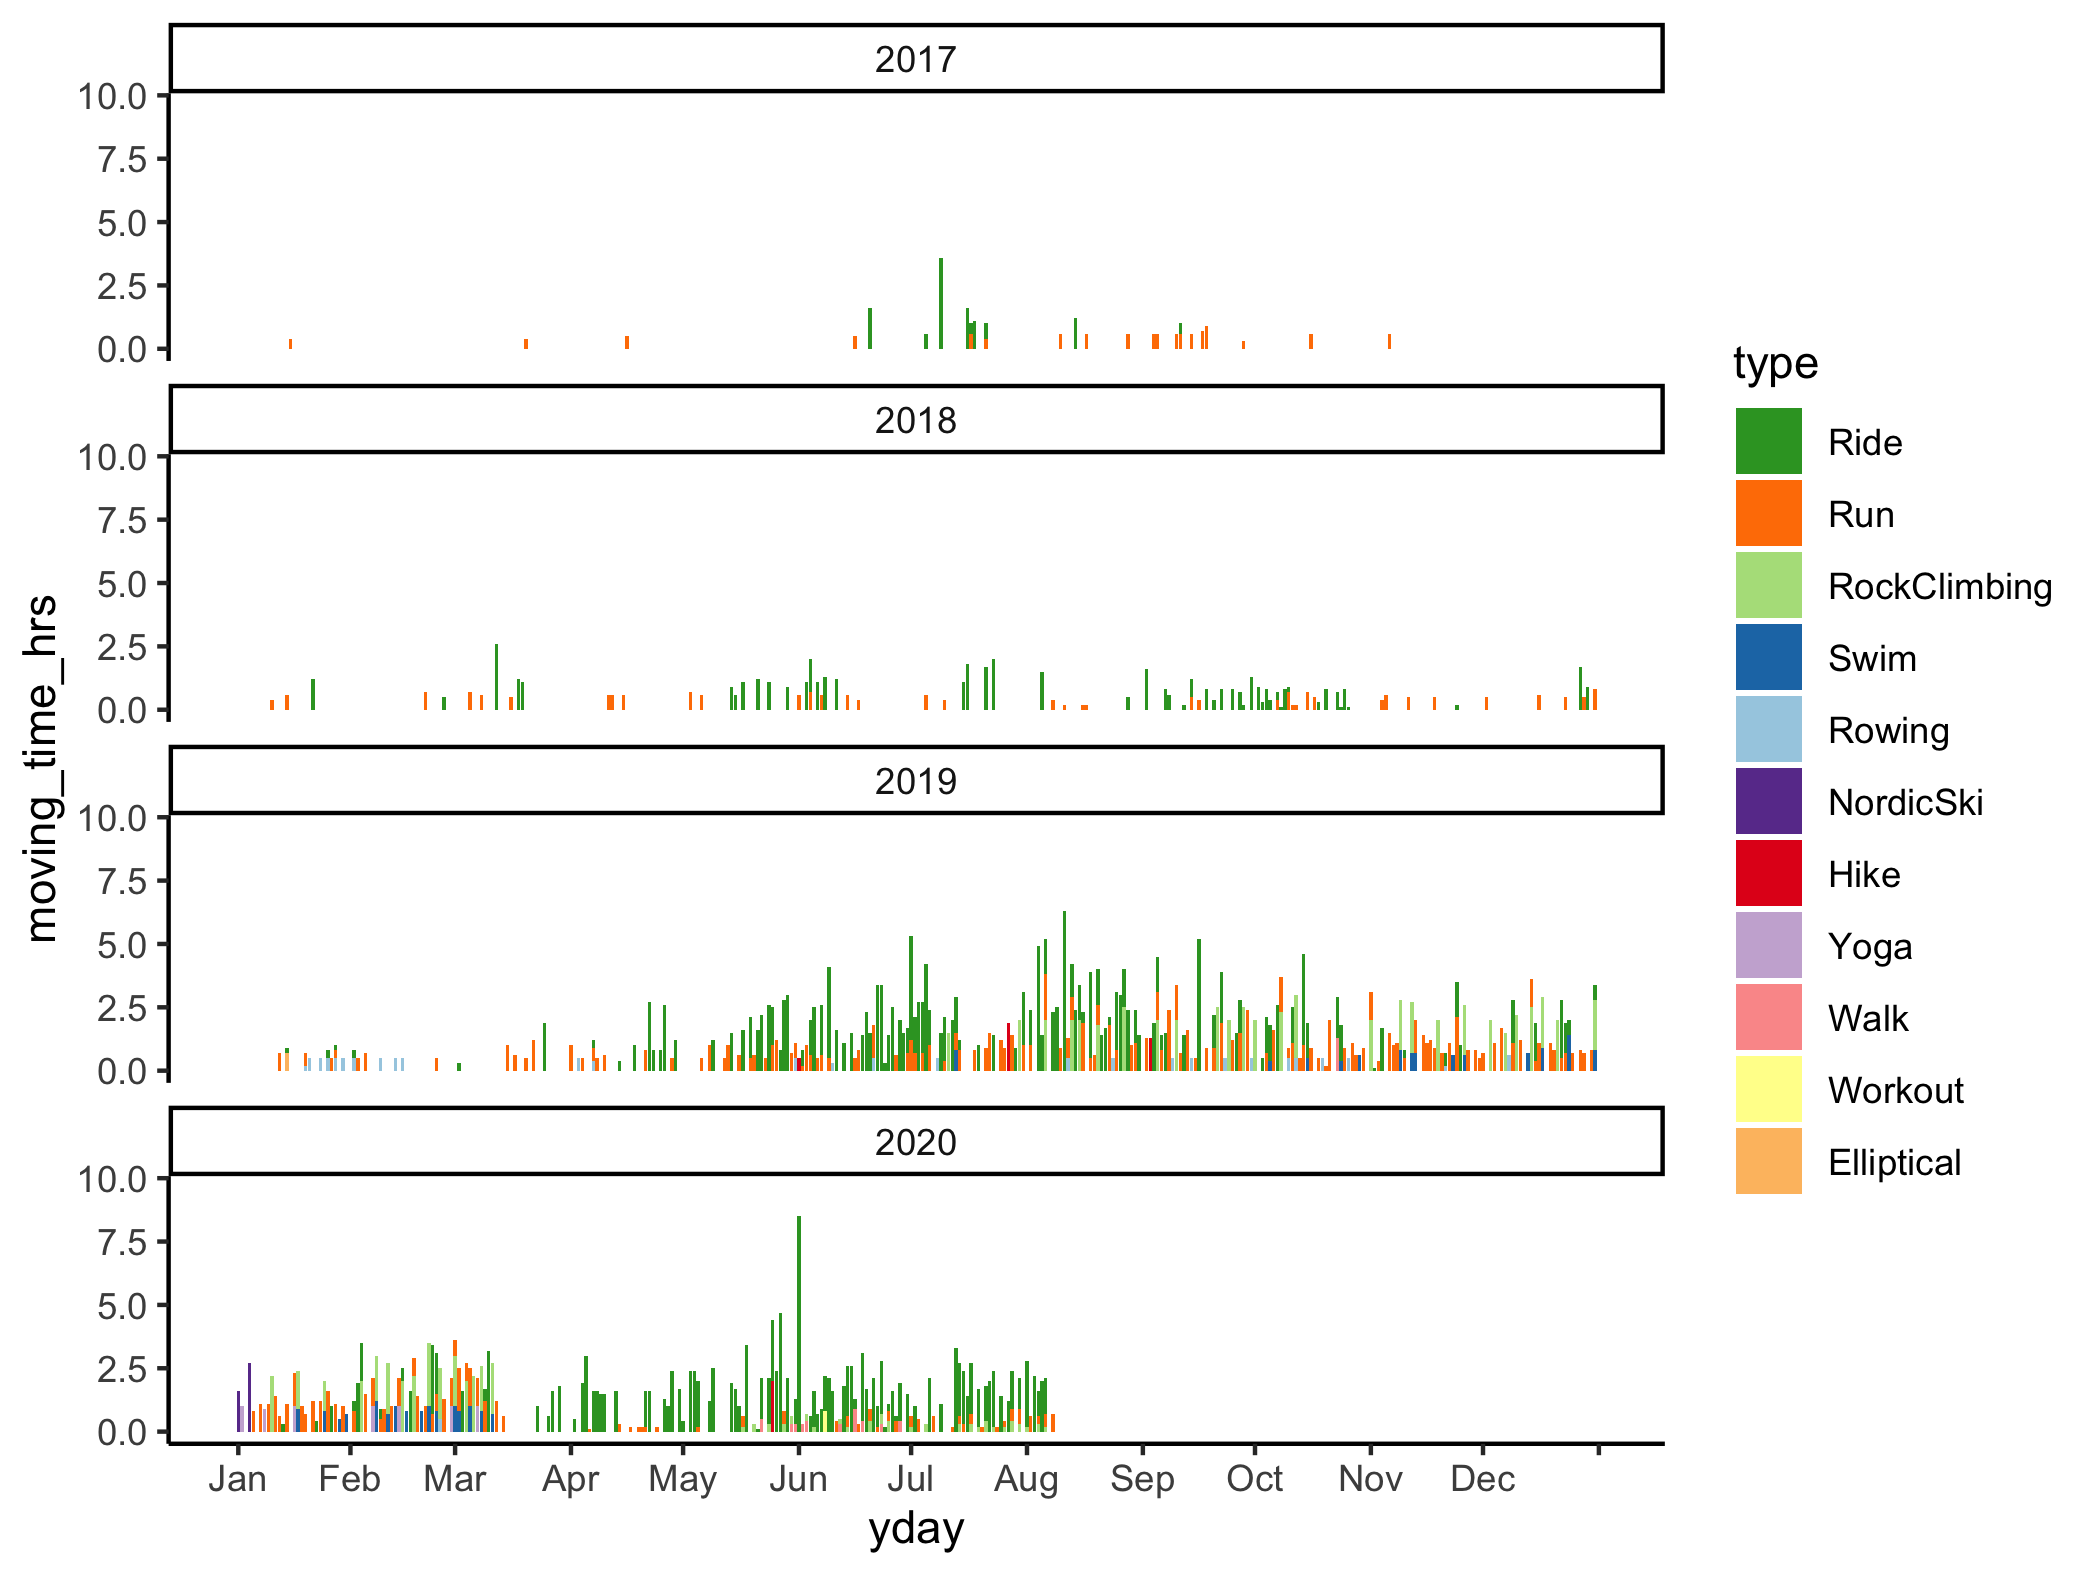 2017
10.0
7.5
5.0
2.5
0.0
2018
10.0
7.5
5.0
2.5
0.0
2019
10.0
7.5
5.0
2.5
0.0
2020
10.0
7.5
5.0
2.5
0.0
moving_time_hrs
Jan Feb Mar Apr May Jun Jul Aug Sep Oct Nov Dec
yday
type
Ride
Run
RockClimbing
Swim
Rowing
NordicSki
Hike
Yoga
Walk
Workout
Elliptical